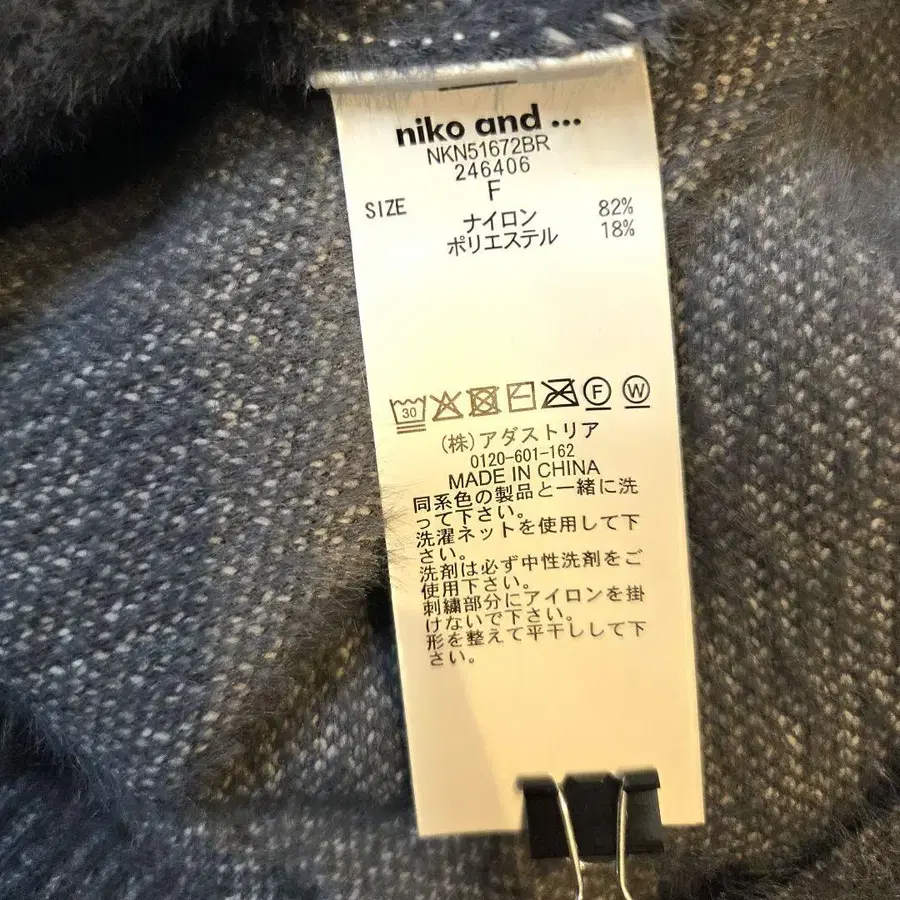 niko and ...
NKN51672BR
246406
SIZE F
ナイロン 82%
ポリエステル 18%
30 F W
(株)アダストリア
0120-601-162
MADE IN CHINA
同系色の製品と一緒に洗
って下さい。
洗濯ネットを使用して下
さい。
洗剤は必ず中性洗剤をご
使用下さい。
刺繍部分にアイロンを掛
けないで下さい。
形を整えて平干しして下
さい。